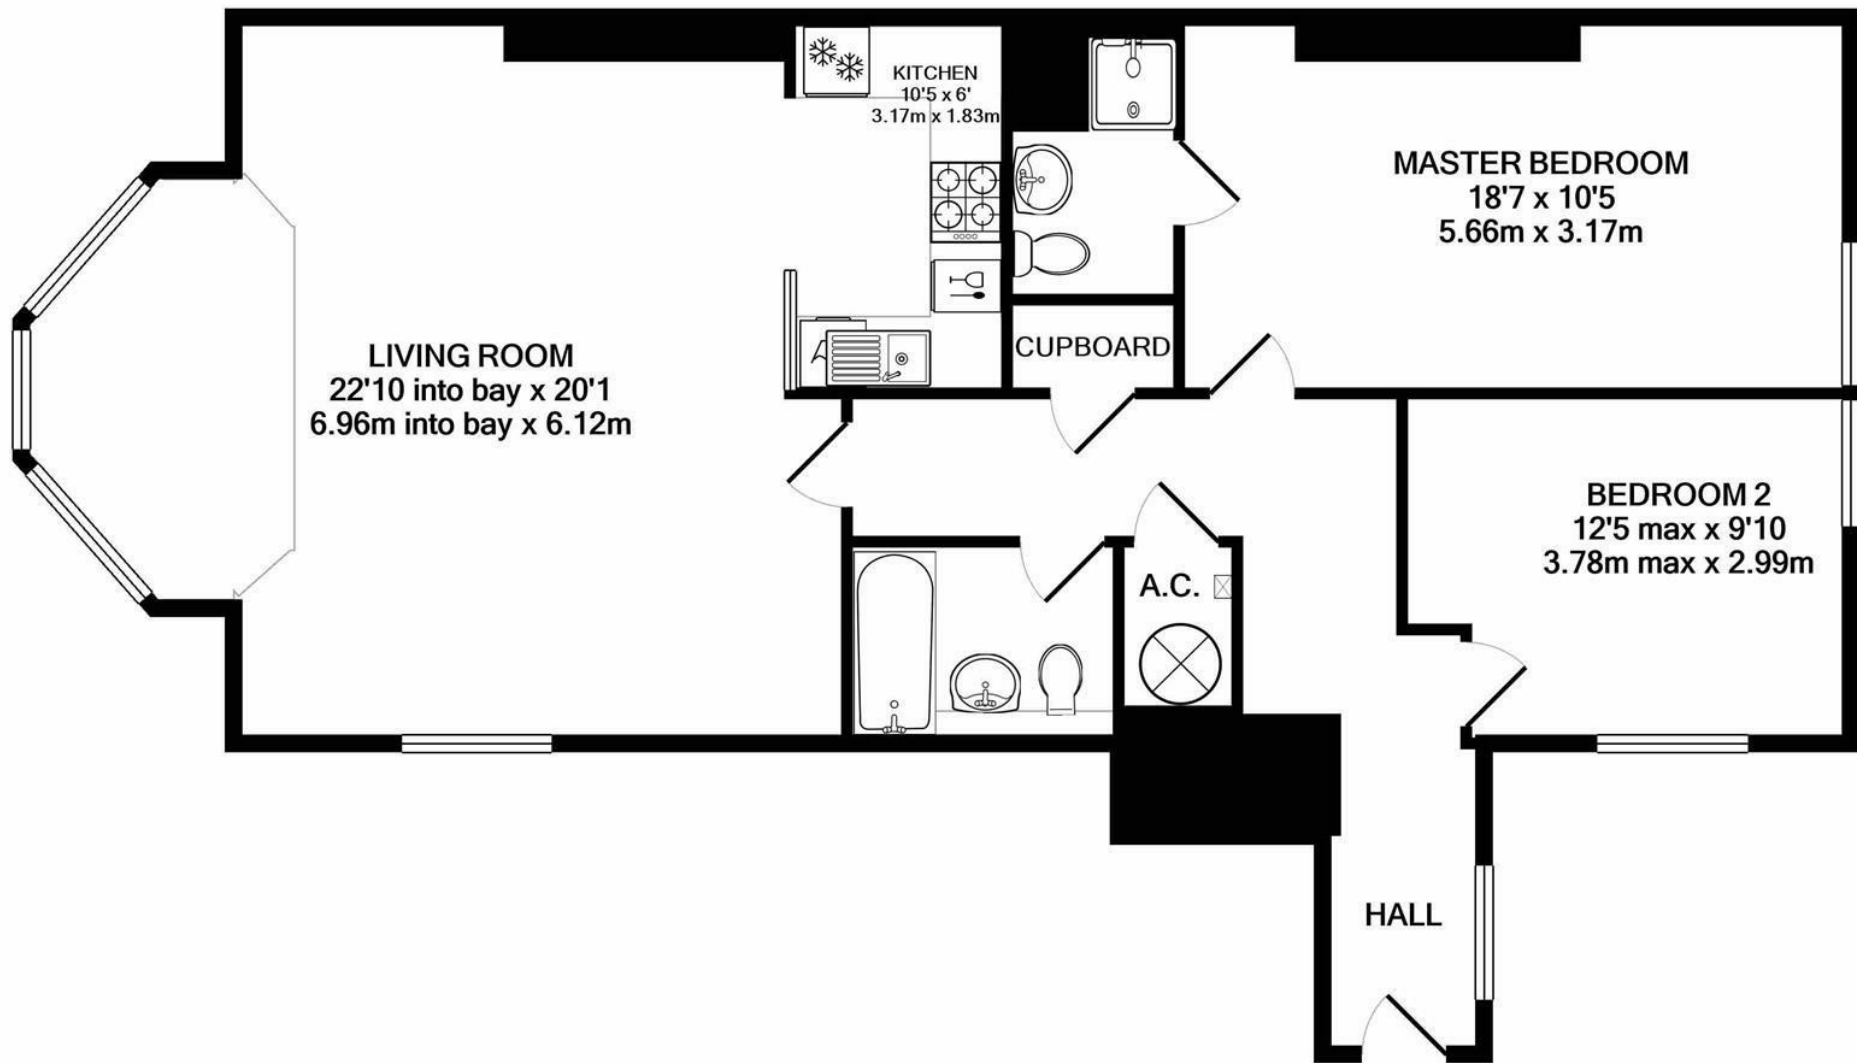 KITCHEN
10'5 x 6'
3.17m x 1.83m
MASTER BEDROOM
18'7 x 10'5
5.66m x 3.17m
LIVING ROOM
22'10 into bay x 20'1
6.96m into bay x 6.12m
CUPBOARD
BEDROOM 2
12'5 max x 9'10
3.78m max x 2.99m
A.C.
HALL